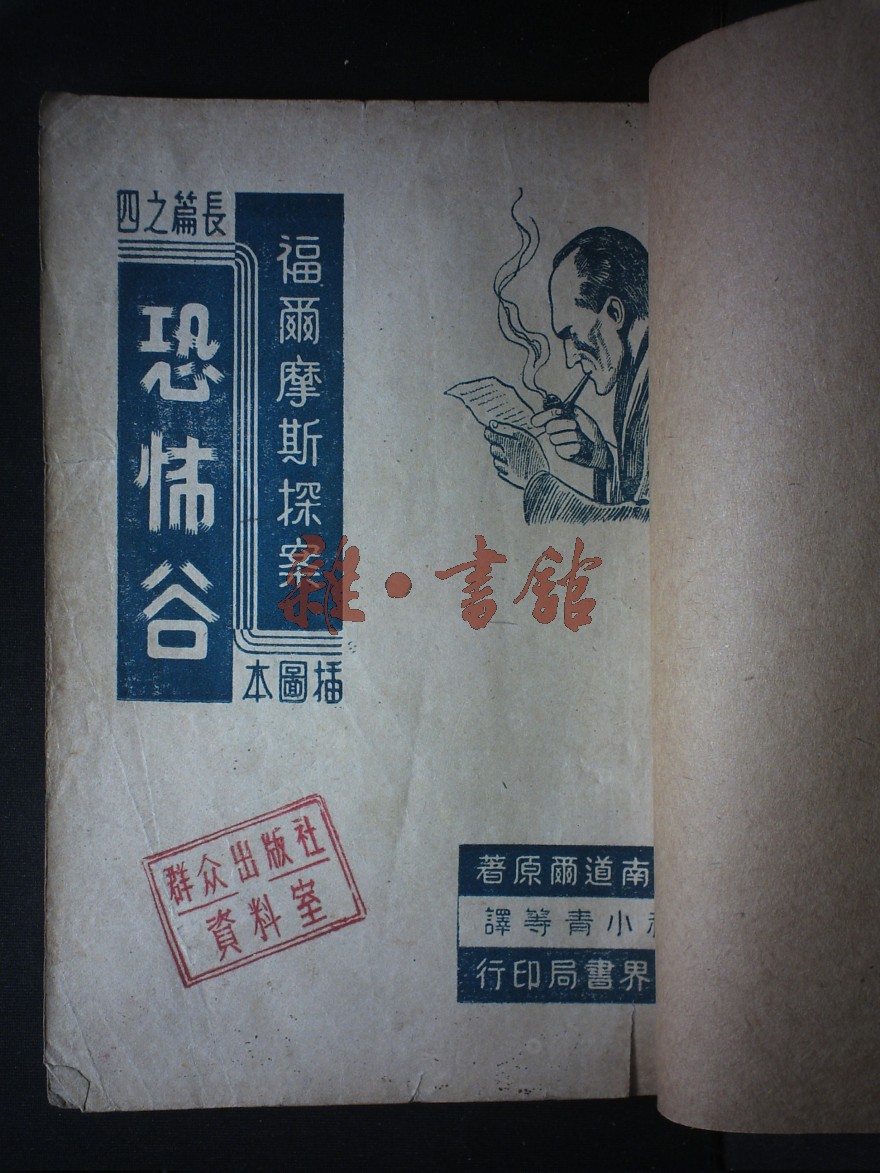 長篇之四
福爾摩斯探案
恐怖谷
插圖本
南道爾原著
小青等譯
界書局印行
群众出版社
資料室
雜·書館